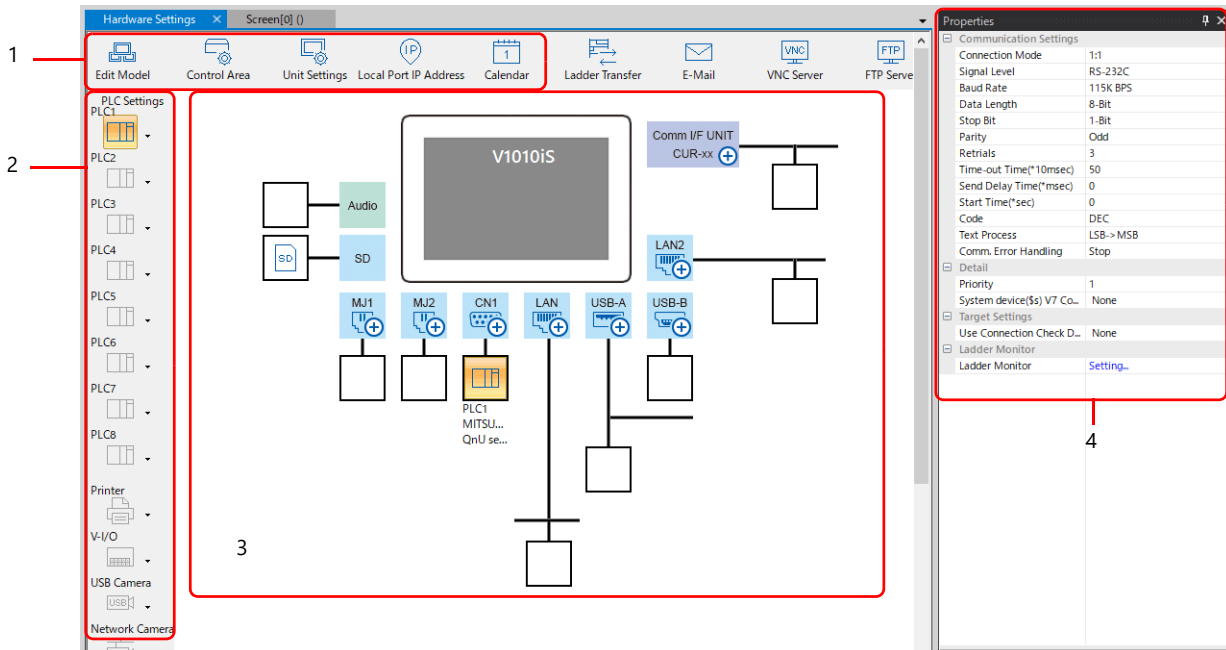 Hardware Settings
Screen[0] ()
Properties
1
Edit Model
Control Area
Unit Settings
Local Port IP Address
1
Calendar
Ladder Transfer
E-Mail
VNC
VNC Server
FTP
FTP Serve
2
PLC Settings
PLC1
PLC2
PLC3
PLC4
PLC5
PLC6
PLC7
PLC8
Printer
V-I/O
USB Camera
USB
Network Camera
V1010iS
Comm I/F UNIT
CUR-xx
Audio
SD
SD
LAN2
MJ1
MJ2
CN1
LAN
USB-A
USB-B
PLC1
MITSU...
QnU se...
3
Communication Settings
Connection Mode 1:1
Signal Level RS-232C
Baud Rate 115K BPS
Data Length 8-Bit
Stop Bit 1-Bit
Parity Odd
Retrials 3
Time-out Time(*10msec) 50
Send Delay Time(*msec) 0
Start Time(*sec) 0
Code DEC
Text Process LSB->MSB
Comm. Error Handling Stop
Detail
Priority 1
System device($s) V7 Co... None
Target Settings
Use Connection Check D... None
Ladder Monitor
Ladder Monitor Setting...
4
IP